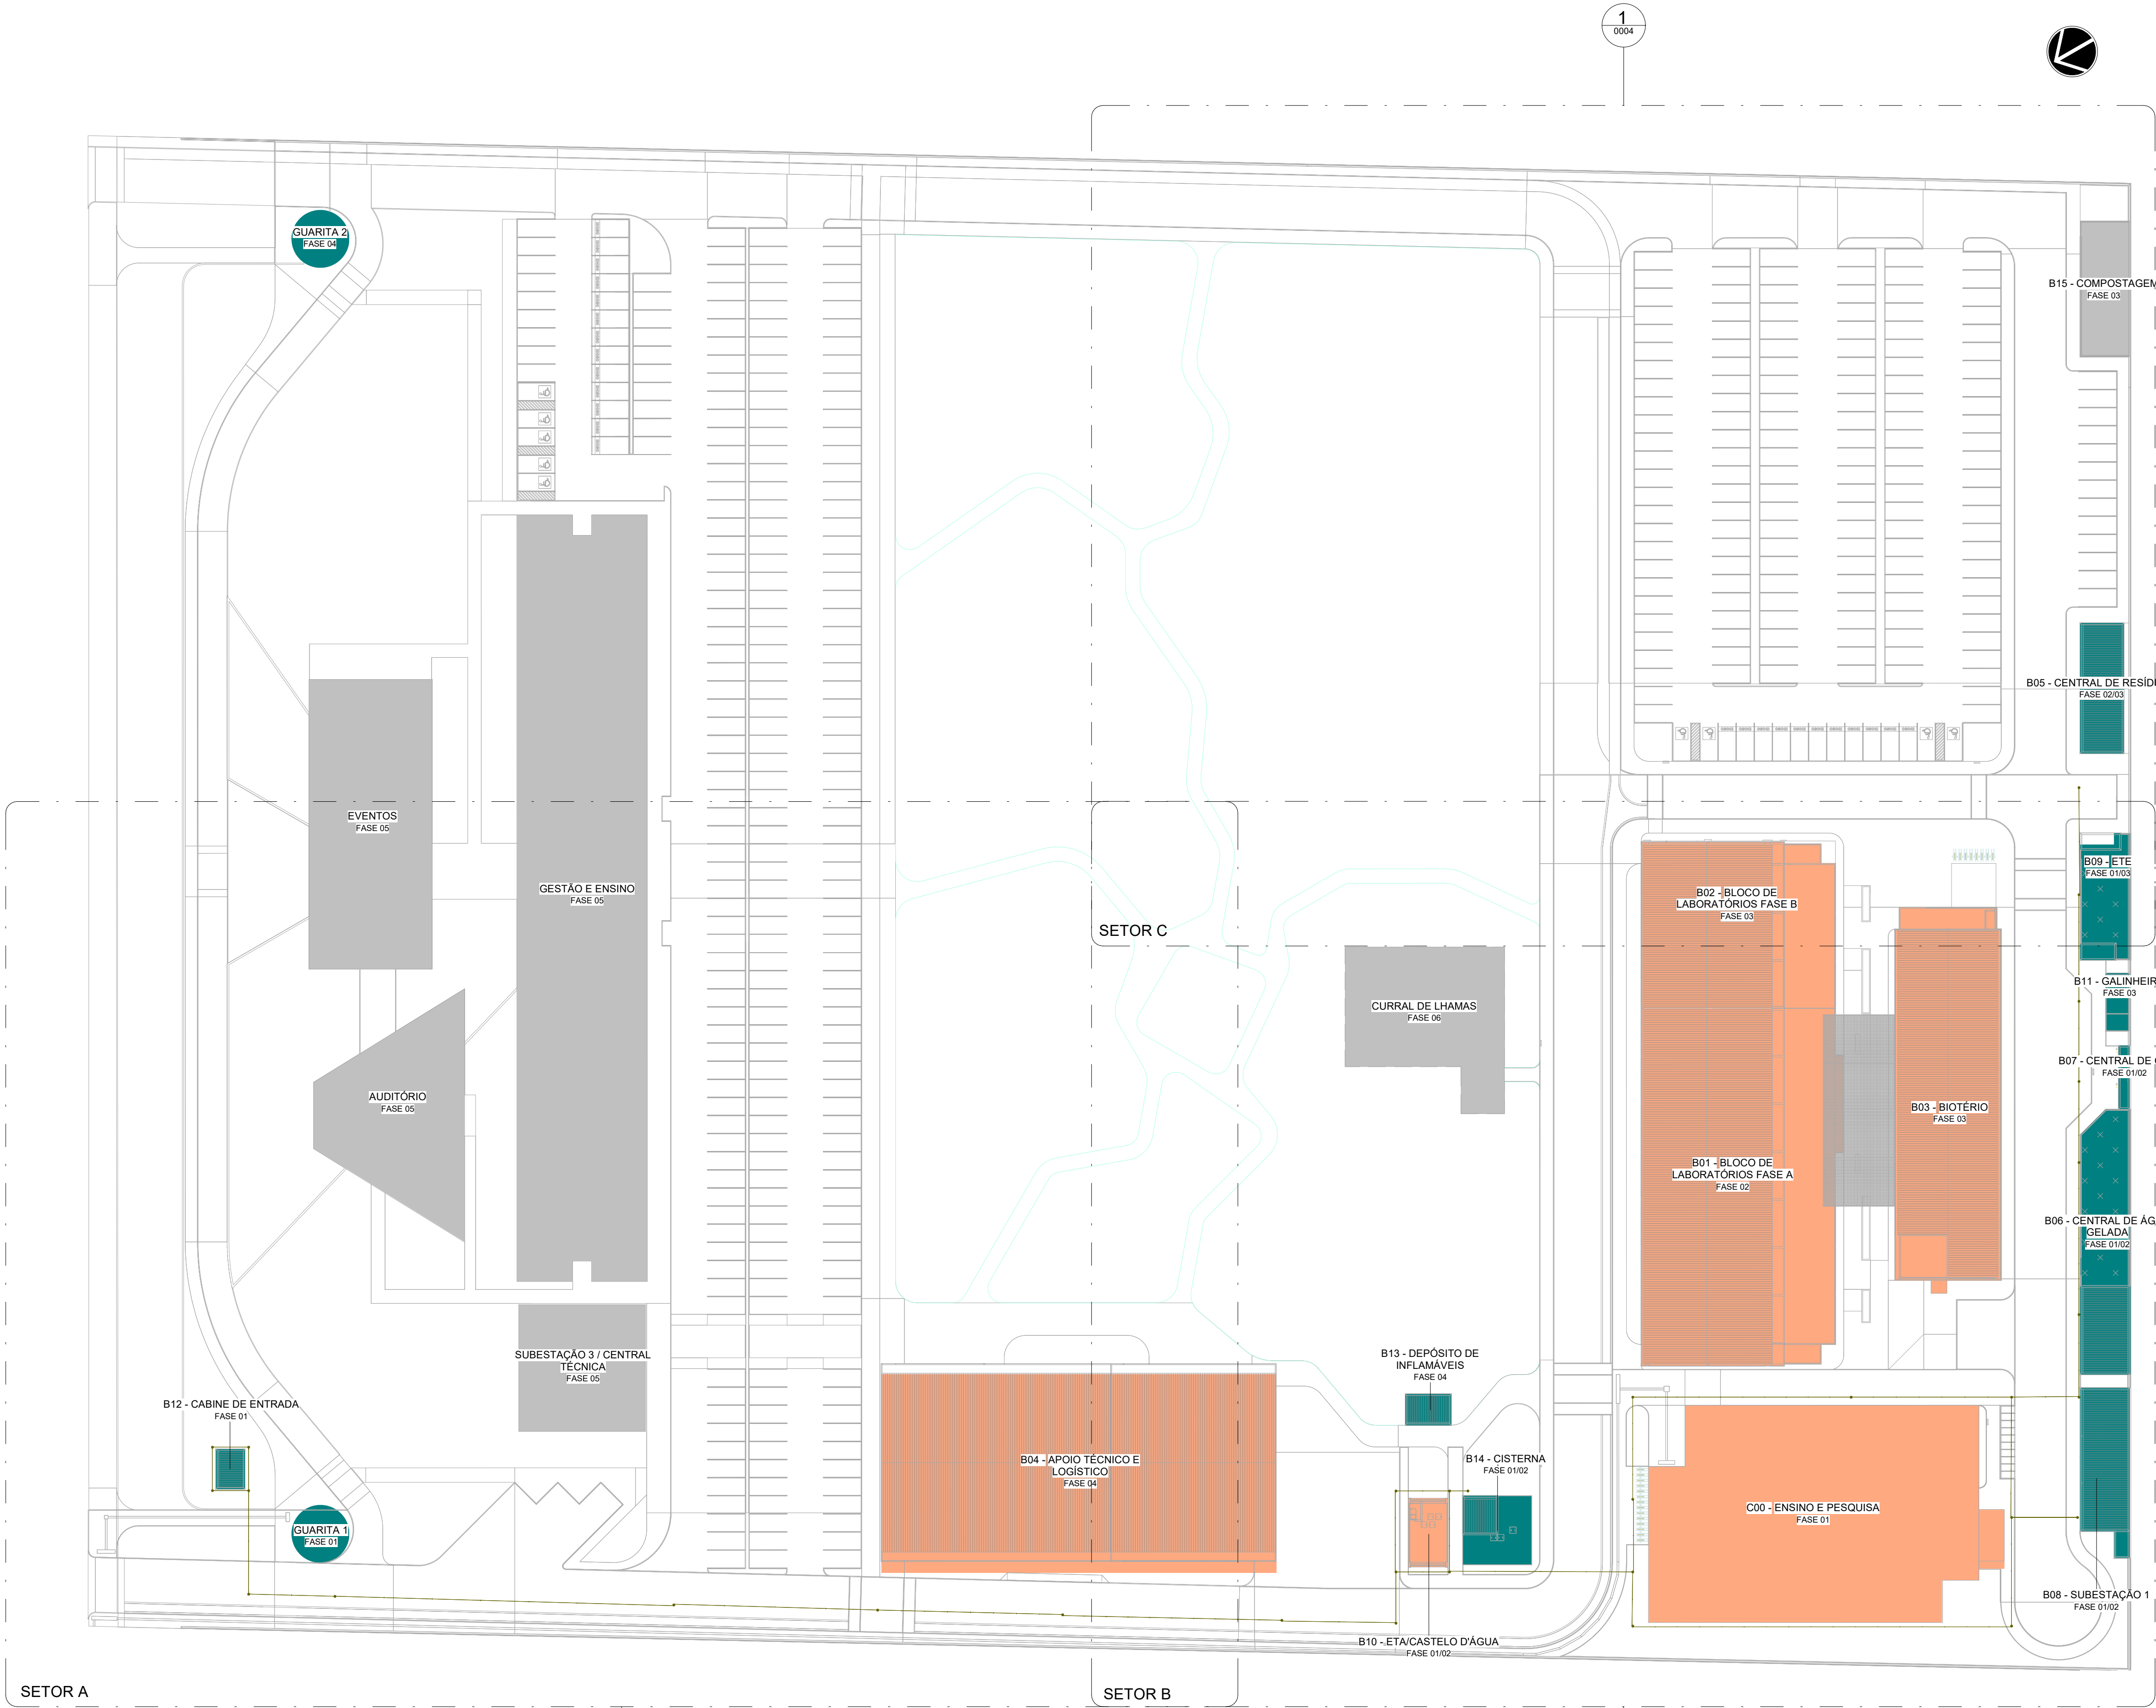 1
0004
GUARITA 2
FASE 04
B15 - COMPOSTAGEM
FASE 03
B05 - CENTRAL DE RESÍDU
FASE 02/03
EVENTOS
FASE 05
GESTÃO E ENSINO
FASE 05
SETOR C
B02 - BLOCO DE
LABORATÓRIOS FASE B
FASE 03
B09 - ETE
FASE 01/03
B11 - GALINHEIR
FASE 03
CURRAL DE LHAMAS
FASE 06
B07 - CENTRAL DE
FASE 01/02
AUDITÓRIO
FASE 05
B03 - BIOTÉRIO
FASE 03
B01 - BLOCO DE
LABORATÓRIOS FASE A
FASE 02
B06 - CENTRAL DE ÁG
GELADA
FASE 01/02
SUBESTAÇÃO 3 / CENTRAL
TÉCNICA
FASE 05
B13 - DEPÓSITO DE
INFLAMÁVEIS
FASE 04
B12 - CABINE DE ENTRADA
FASE 01
B04 - APOIO TÉCNICO E
LOGÍSTICO
FASE 04
B14 - CISTERNA
FASE 01/02
C00 - ENSINO E PESQUISA
FASE 01
GUARITA 1
FASE 01
B08 - SUBESTAÇÃO 1
FASE 01/02
B10 - ETA/CASTELO D'ÁGUA
FASE 01/02
SETOR A
SETOR B